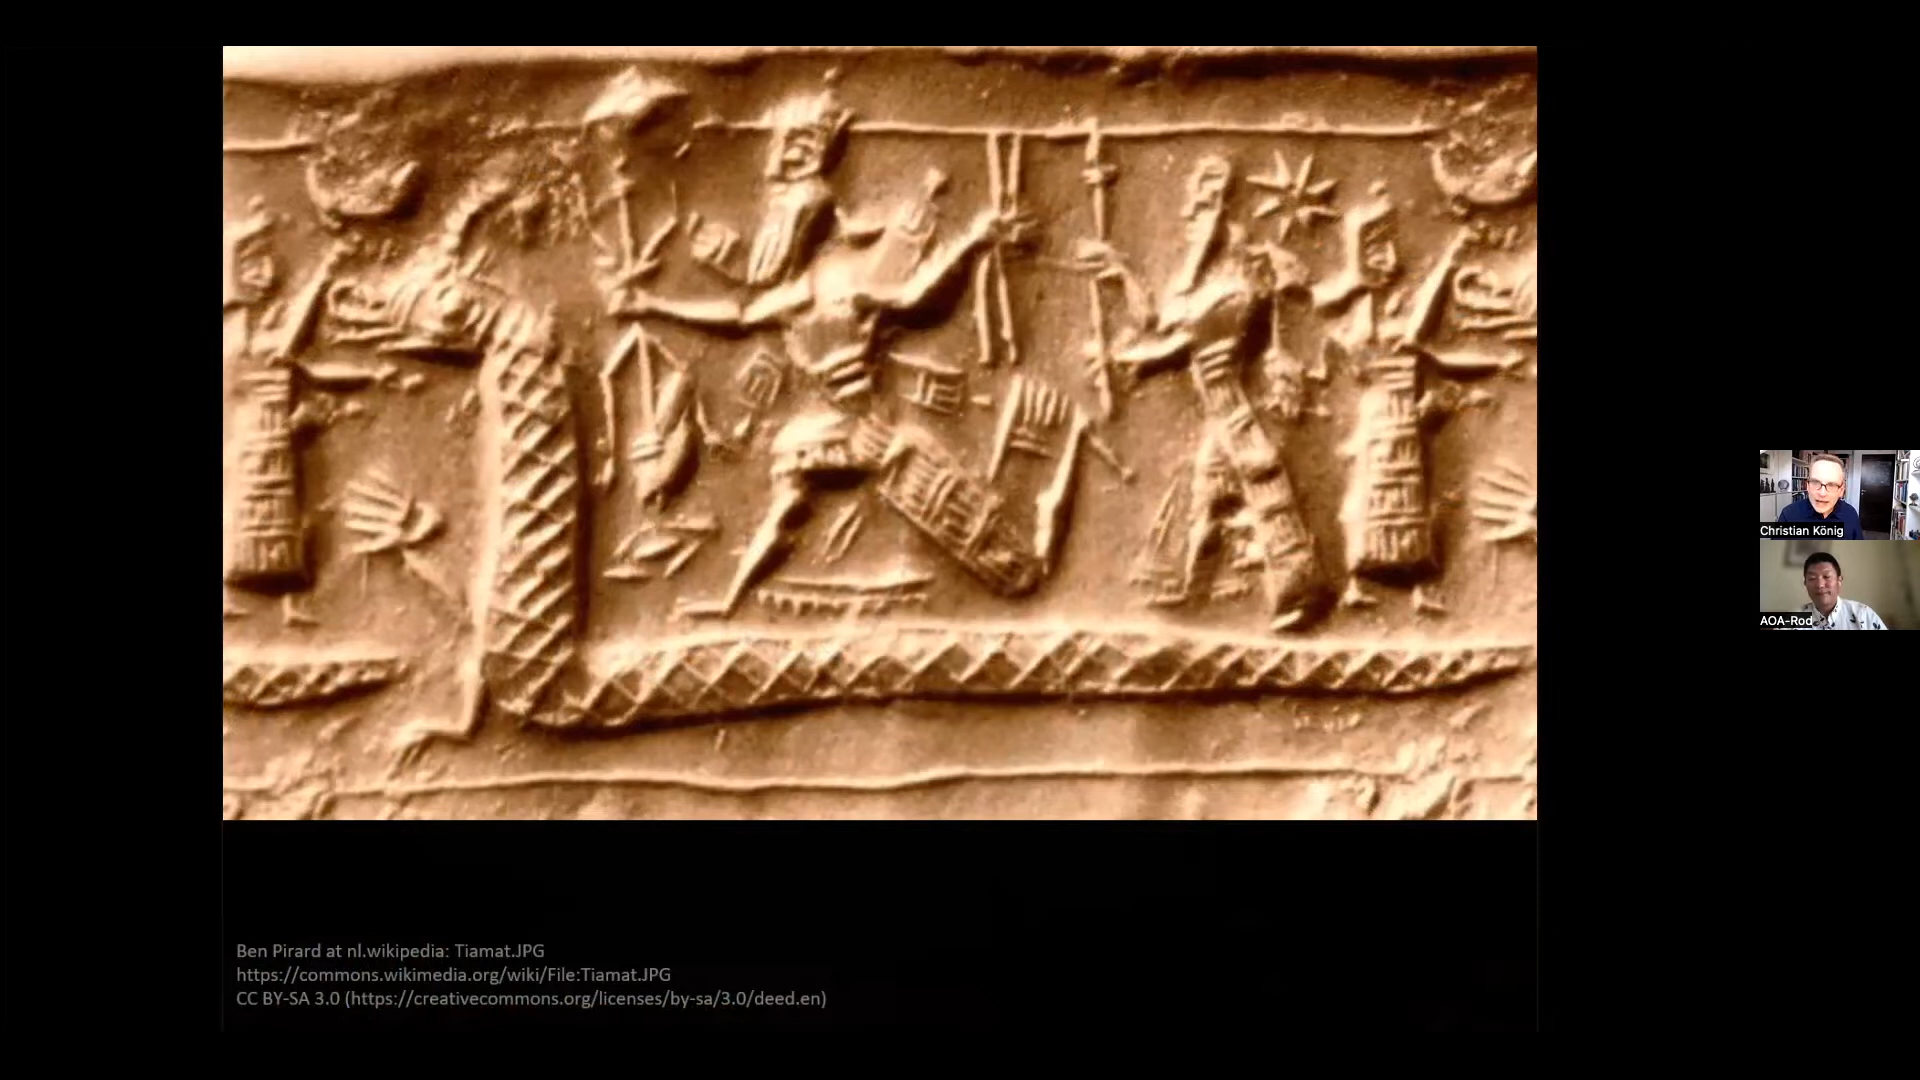 Christian König
AOA-Rod
Ben Pirard at nl.wikipedia: Tiamat.JPG
https://commons.wikimedia.org/wiki/File:Tiamat.JPG
CC BY-SA 3.0 (https://creativecommons.org/licenses/by-sa/3.0/deed.en)